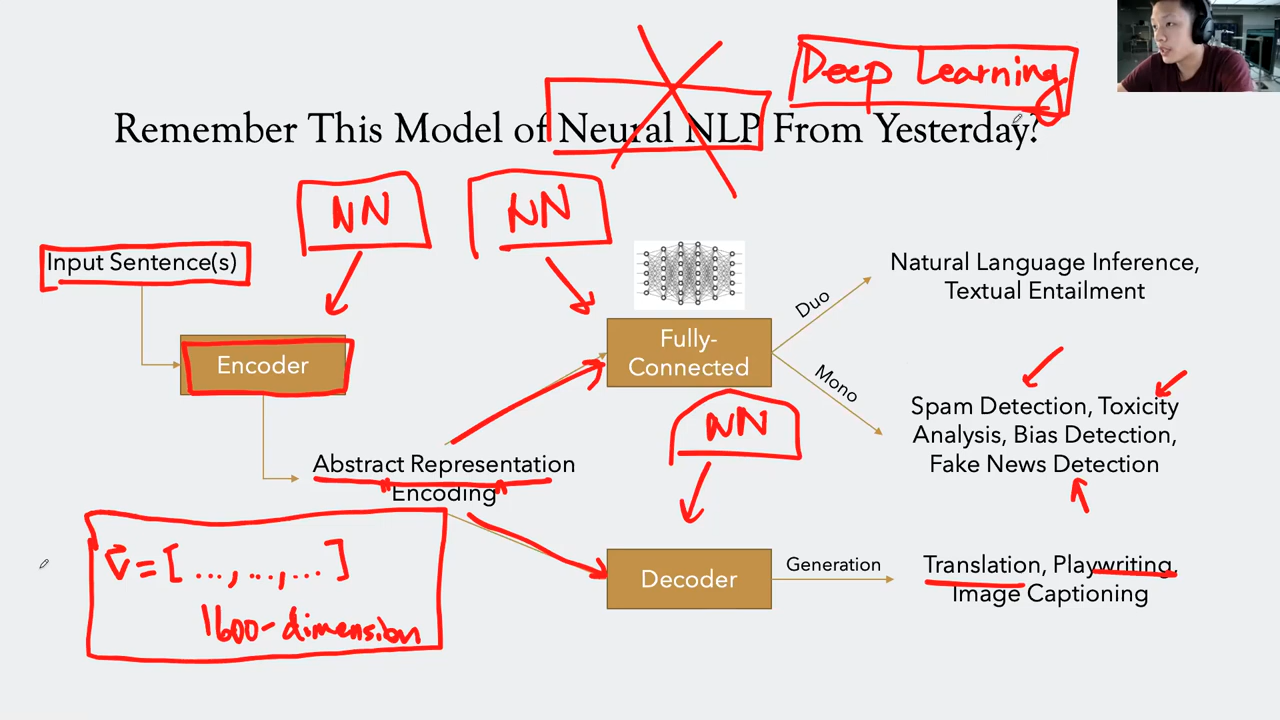 Deep Learning
Remember This Model of Neural NLP From Yesterday?
NN
NN
Input Sentence(s)
Encoder
Abstract Representation
"Encoding"
v = [ ..., ..., ... ]
1600-dimension
Fully-
Connected
NN
Decoder
Duo
Mono
Generation
Natural Language Inference,
Textual Entailment
Spam Detection, Toxicity
Analysis, Bias Detection,
Fake News Detection
Translation, Playwriting,
Image Captioning